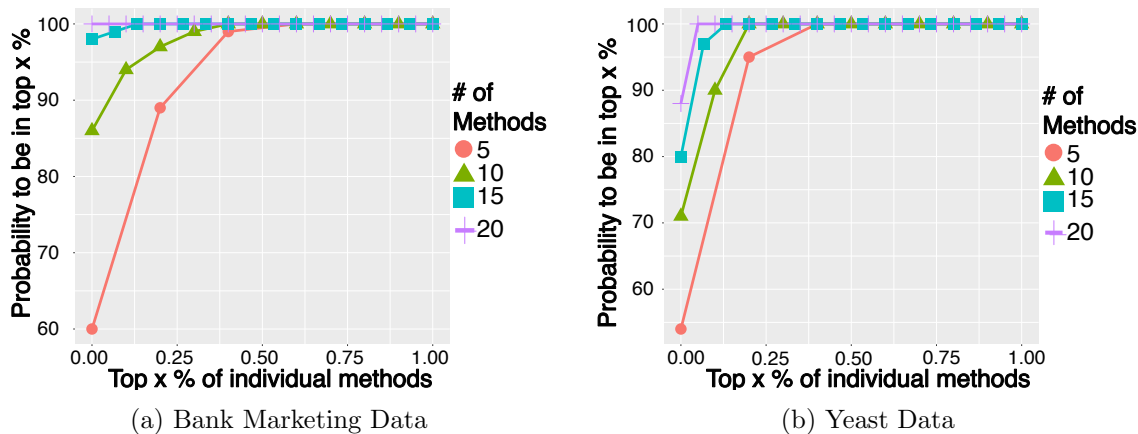 Probability to be in top x %
100
90
80
70
60
0.00 0.25 0.50 0.75 1.00
Top x % of individual methods
# of
Methods
5
10
15
20
(a) Bank Marketing Data
Probability to be in top x %
100
90
80
70
60
0.00 0.25 0.50 0.75 1.00
Top x % of individual methods
# of
Methods
5
10
15
20
(b) Yeast Data